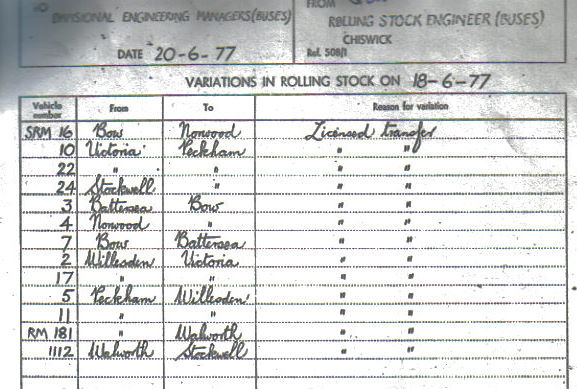 TO DIVISIONAL ENGINEERING MANAGERS (BUSES)
DATE 20-6-77
FROM
ROLLING STOCK ENGINEER (BUSES)
CHISWICK
Ref. 508/1
VARIATIONS IN ROLLING STOCK ON 18-6-77
Vehicle number From To Reason for variation
SRM 16 Bow Norwood Licensed transfer
10 Victoria Peckham " "
22 " " " "
24 Stockwell " " "
3 Battersea Bow " "
4 Norwood " " "
7 Bow Battersea " "
2 Willesden Victoria " "
17 " " " "
5 Peckham Willesden " "
11 " " " "
RM 181 " Walworth " "
1112 Walworth Stockwell " "